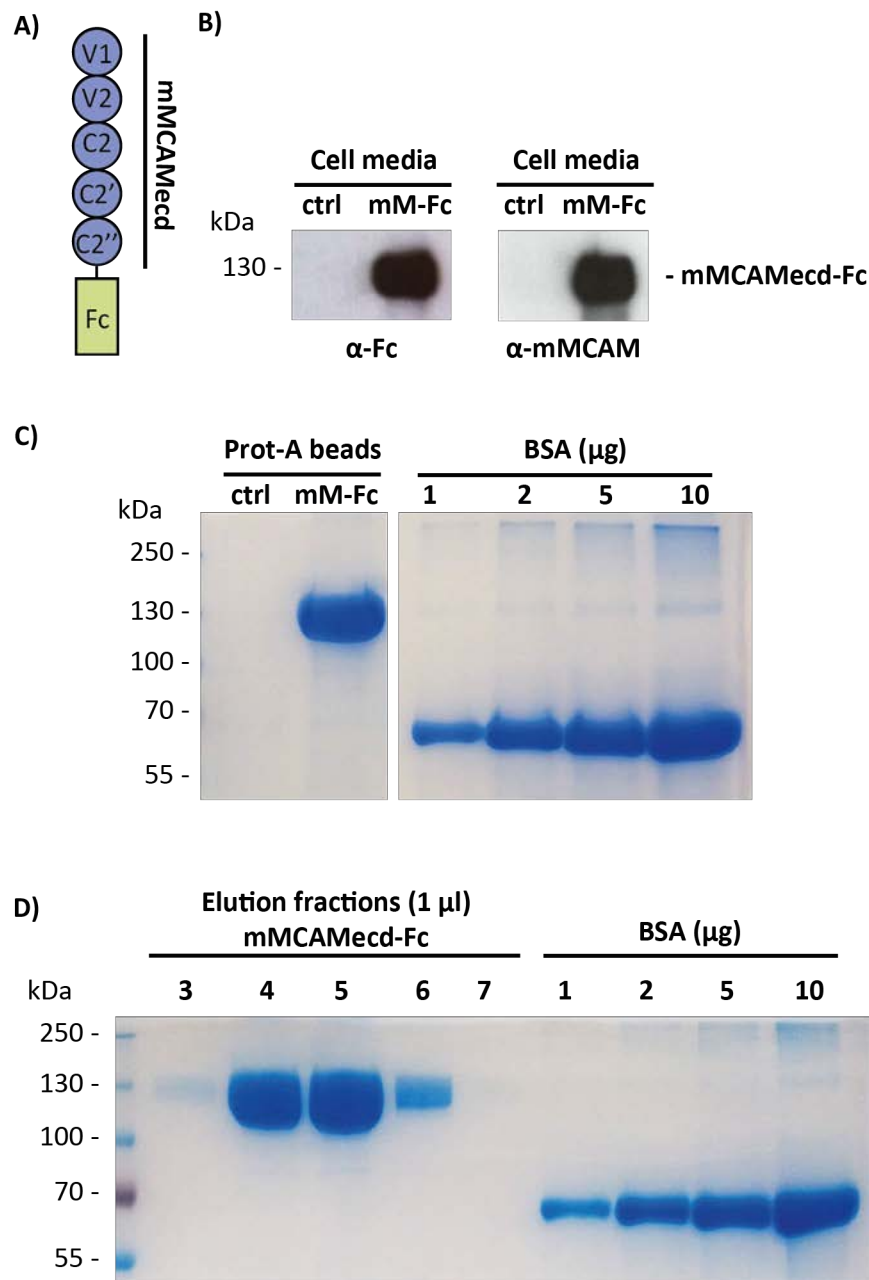 A)
V1
V2
C2
C2'
C2''
Fc
mMCAMecd
B)
Cell media
Cell media
ctrl mM-Fc
ctrl mM-Fc
kDa
130 -
- mMCAMecd-Fc
α-Fc
α-mMCAM
C)
Prot-A beads
BSA (µg)
ctrl mM-Fc
1 2 5 10
kDa
250 -
130 -
100 -
70 -
55 -
D)
Elution fractions (1 µl)
mMCAMecd-Fc
BSA (µg)
kDa
3 4 5 6 7
1 2 5 10
250 -
130 -
100 -
70 -
55 -